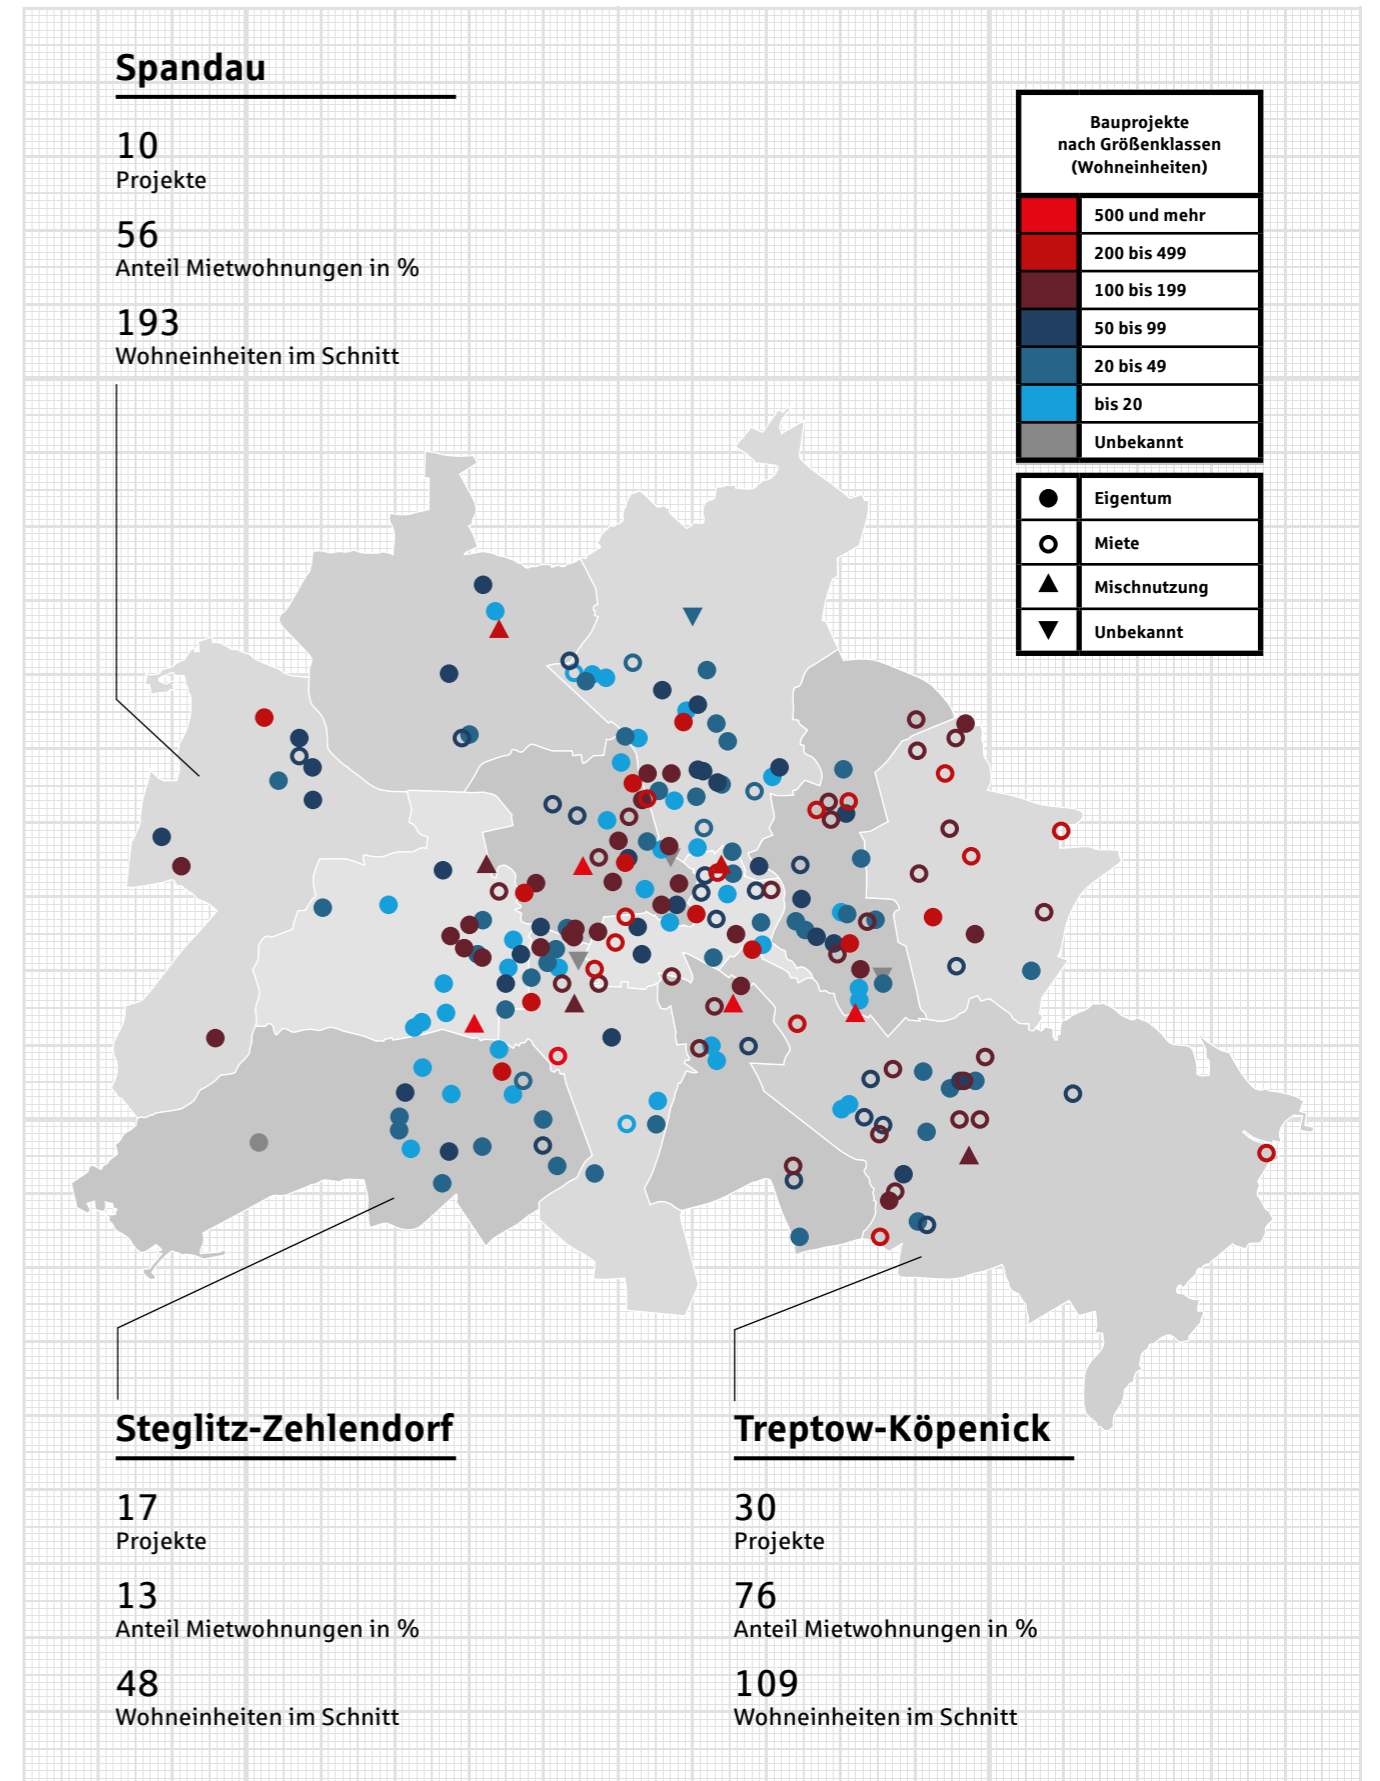 Spandau
10
Projekte
56
Anteil Mietwohnungen in %
193
Wohneinheiten im Schnitt
Bauprojekte
nach Größenklassen
(Wohneinheiten)
500 und mehr
200 bis 499
100 bis 199
50 bis 99
20 bis 49
bis 20
Unbekannt
Eigentum
Miete
Mischnutzung
Unbekannt
Steglitz-Zehlendorf
17
Projekte
13
Anteil Mietwohnungen in %
48
Wohneinheiten im Schnitt
Treptow-Köpenick
30
Projekte
76
Anteil Mietwohnungen in %
109
Wohneinheiten im Schnitt